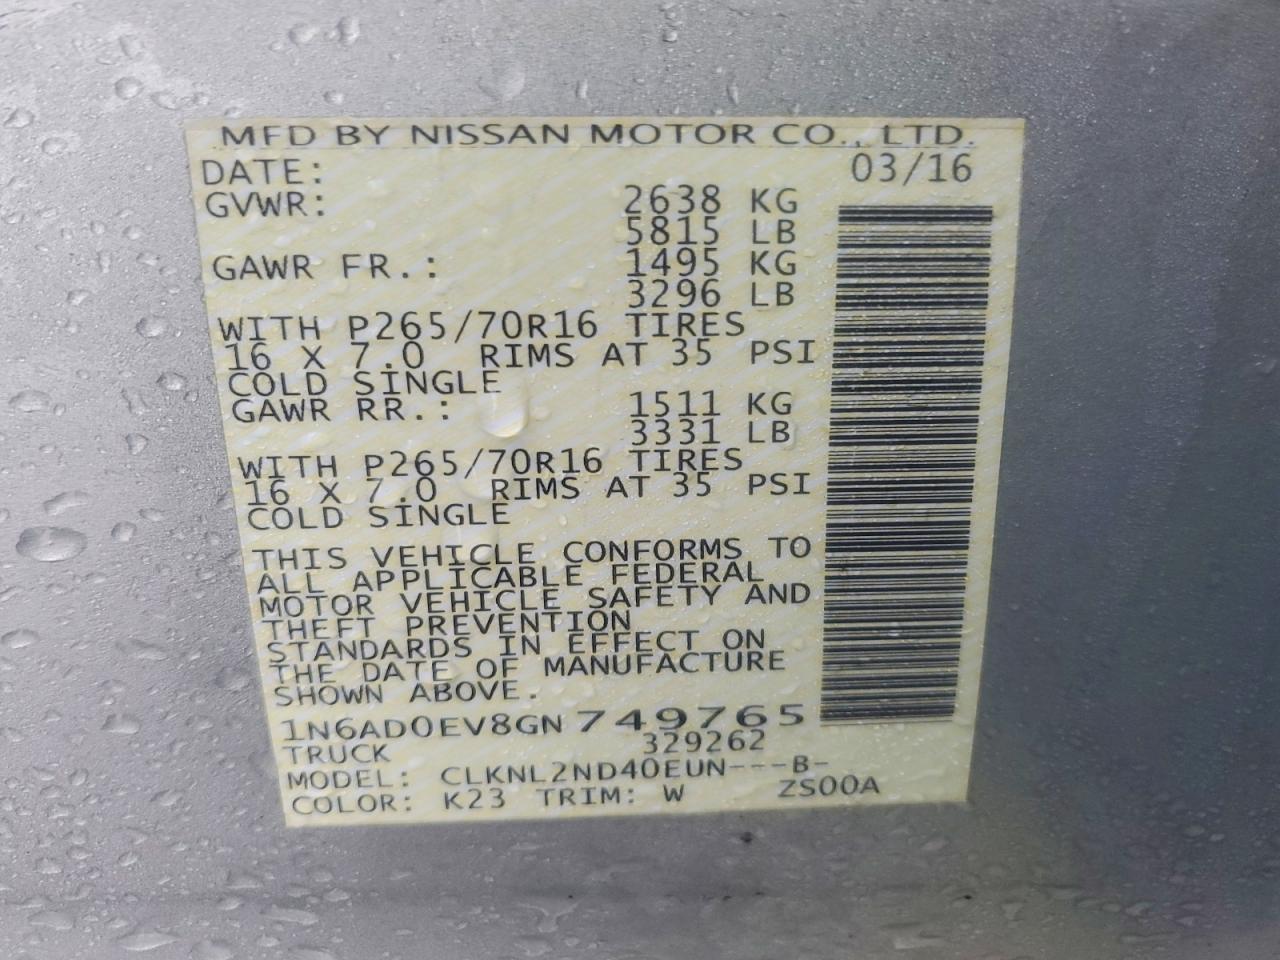 MFD BY NISSAN MOTOR CO., LTD.
DATE: 03/16
GVWR: 2638 KG
5815 LB
GAWR FR.: 1495 KG
3296 LB
WITH P265/70R16 TIRES
16 X 7.0 RIMS AT 35 PSI
COLD SINGLE
GAWR RR.: 1511 KG
3331 LB
WITH P265/70R16 TIRES
16 X 7.0 RIMS AT 35 PSI
COLD SINGLE
THIS VEHICLE CONFORMS TO
ALL APPLICABLE FEDERAL
MOTOR VEHICLE SAFETY AND
THEFT PREVENTION
STANDARDS IN EFFECT ON
THE DATE OF MANUFACTURE
SHOWN ABOVE.
1N6AD0EV8GN749765
TRUCK 329262
MODEL: CLKNL2ND40EUN---B-
COLOR: K23 TRIM: W ZS00A